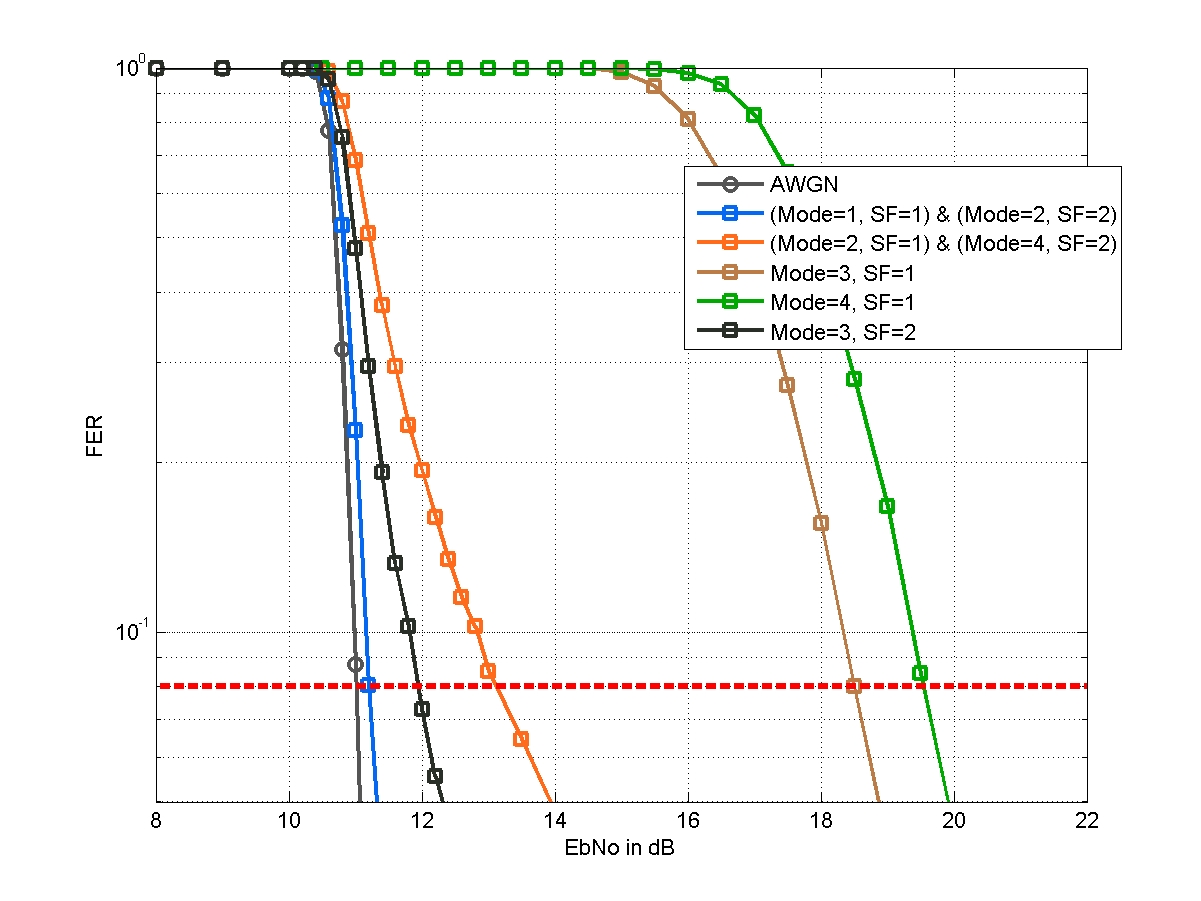 10^0
AWGN
(Mode=1, SF=1) & (Mode=2, SF=2)
(Mode=2, SF=1) & (Mode=4, SF=2)
Mode=3, SF=1
Mode=4, SF=1
Mode=3, SF=2
FER
10^-1
8 10 12 14 16 18 20 22
EbNo in dB